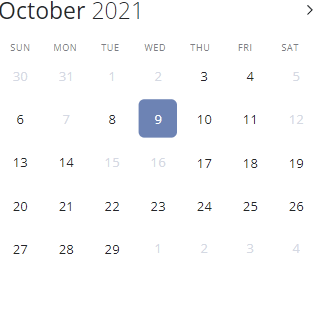 October 2021
SUN MON TUE WED THU FRI SAT
30 31 1 2 3 4 5
6 7 8 9 10 11 12
13 14 15 16 17 18 19
20 21 22 23 24 25 26
27 28 29 1 2 3 4